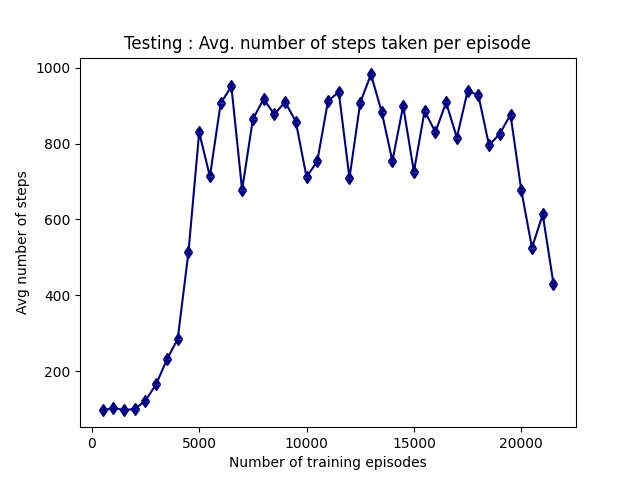 Testing : Avg. number of steps taken per episode
1000
800
600
400
200
Avg number of steps
0 5000 10000 15000 20000
Number of training episodes